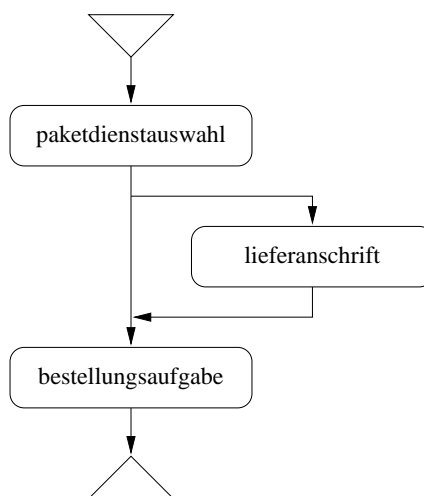 paketdienstauswahl
lieferanschrift
bestellungsaufgabe